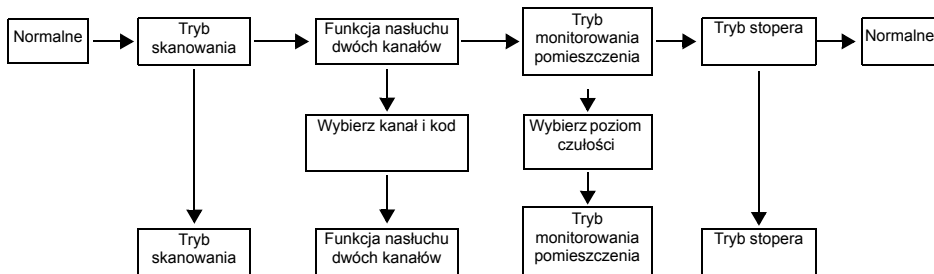 Normalne
Tryb
skanowania
Funkcja nasłuchu
dwóch kanałów
Tryb
monitorowania
pomieszczenia
Tryb stopera
Normalne
Wybierz kanał i kod
Wybierz poziom
czułości
Tryb
skanowania
Funkcja nasłuchu
dwóch kanałów
Tryb
monitorowania
pomieszczenia
Tryb stopera